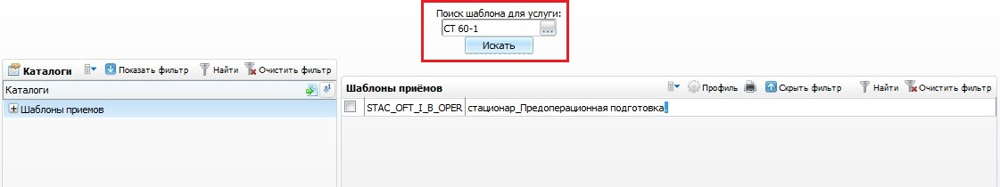 Поиск шаблона для услуги:
СТ 60-1 ...
Искать
Каталоги Показать фильтр Найти Очистить фильтр
Каталоги
Шаблоны приемов
Шаблоны приёмов Профиль Скрыть фильтр Найти Очистить фильтр
STAC_OFT_I_B_OPER стационар_Предоперационная подготовка.